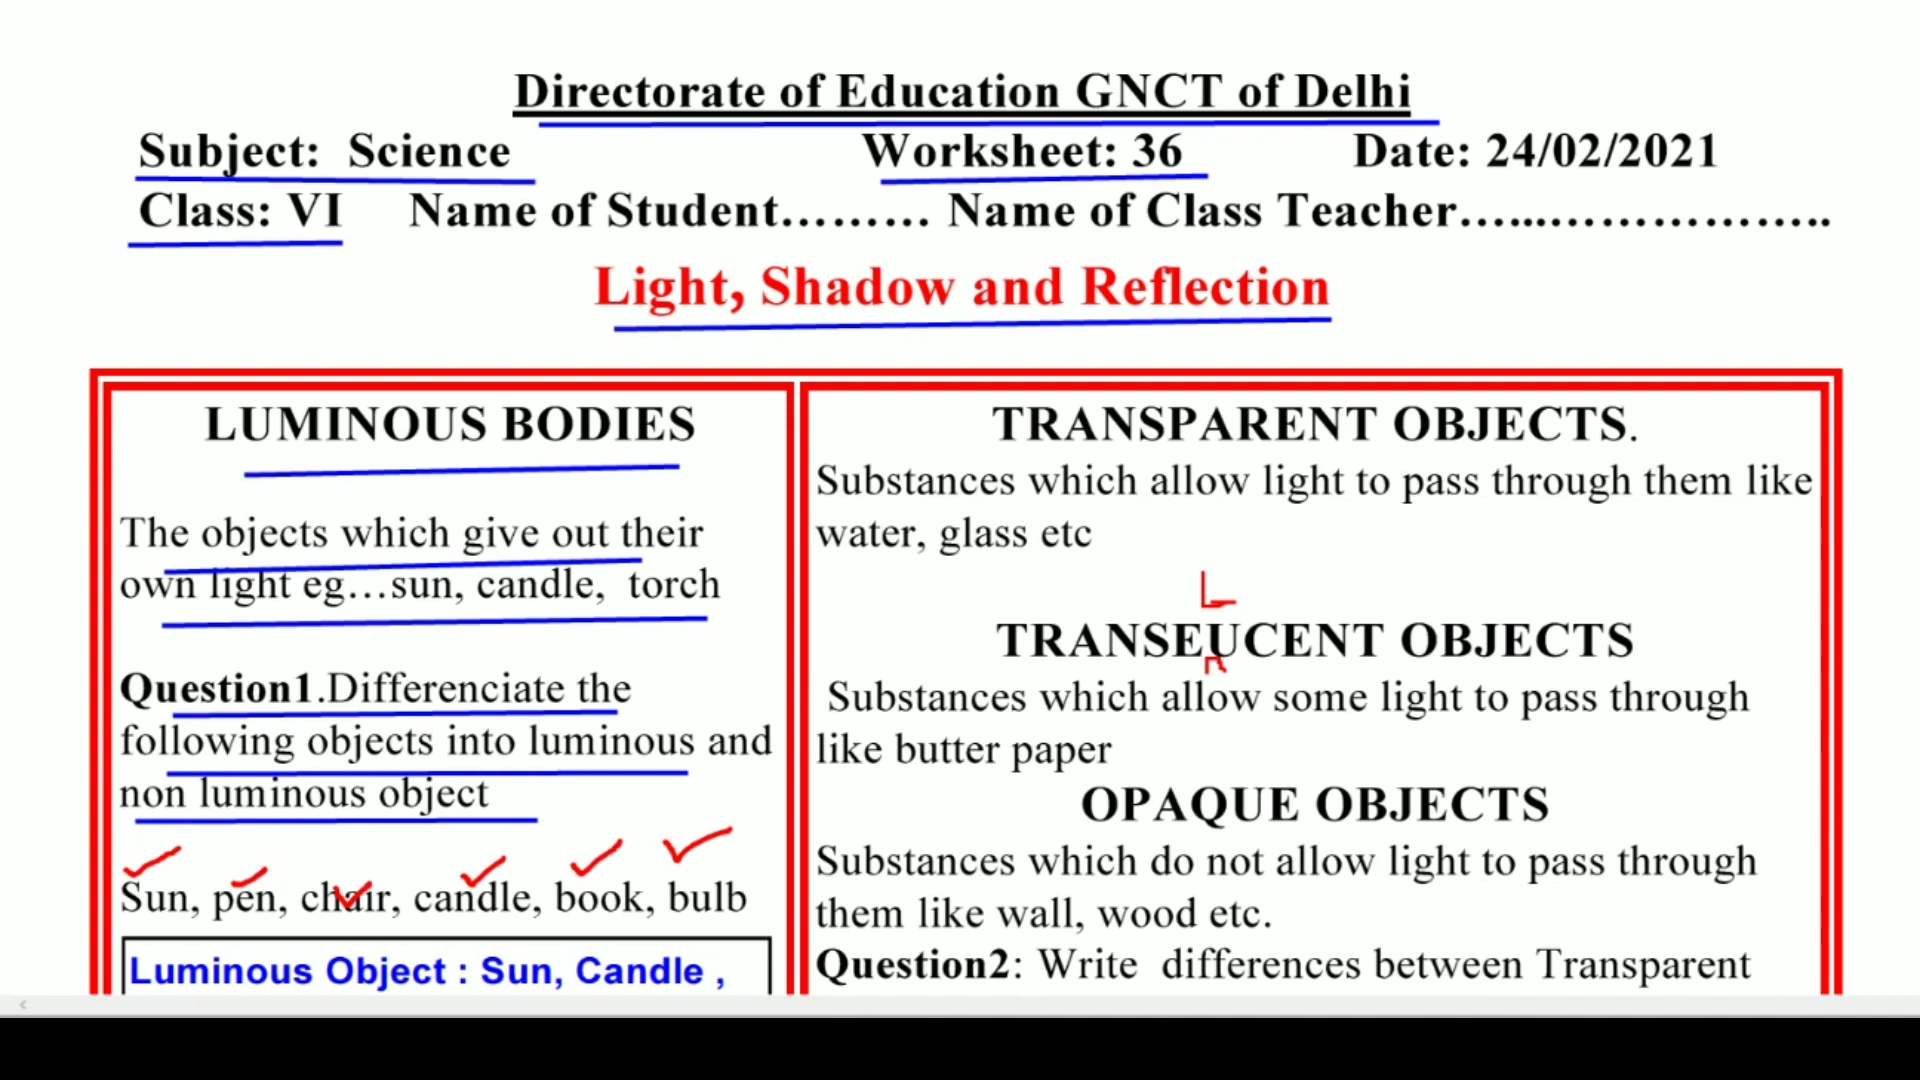 Directorate of Education GNCT of Delhi
Subject: Science Worksheet: 36 Date: 24/02/2021
Class: VI Name of Student……… Name of Class Teacher…...……………..
Light, Shadow and Reflection
LUMINOUS BODIES
The objects which give out their
own light eg…sun, candle, torch
Question1.Differenciate the
following objects into luminous and
non luminous object
Sun, pen, chair, candle, book, bulb
Luminous Object : Sun, Candle ,
TRANSPARENT OBJECTS.
Substances which allow light to pass through them like
water, glass etc
L
TRANSEUCENT OBJECTS
Substances which allow some light to pass through
like butter paper
OPAQUE OBJECTS
Substances which do not allow light to pass through
them like wall, wood etc.
Question2: Write differences between Transparent